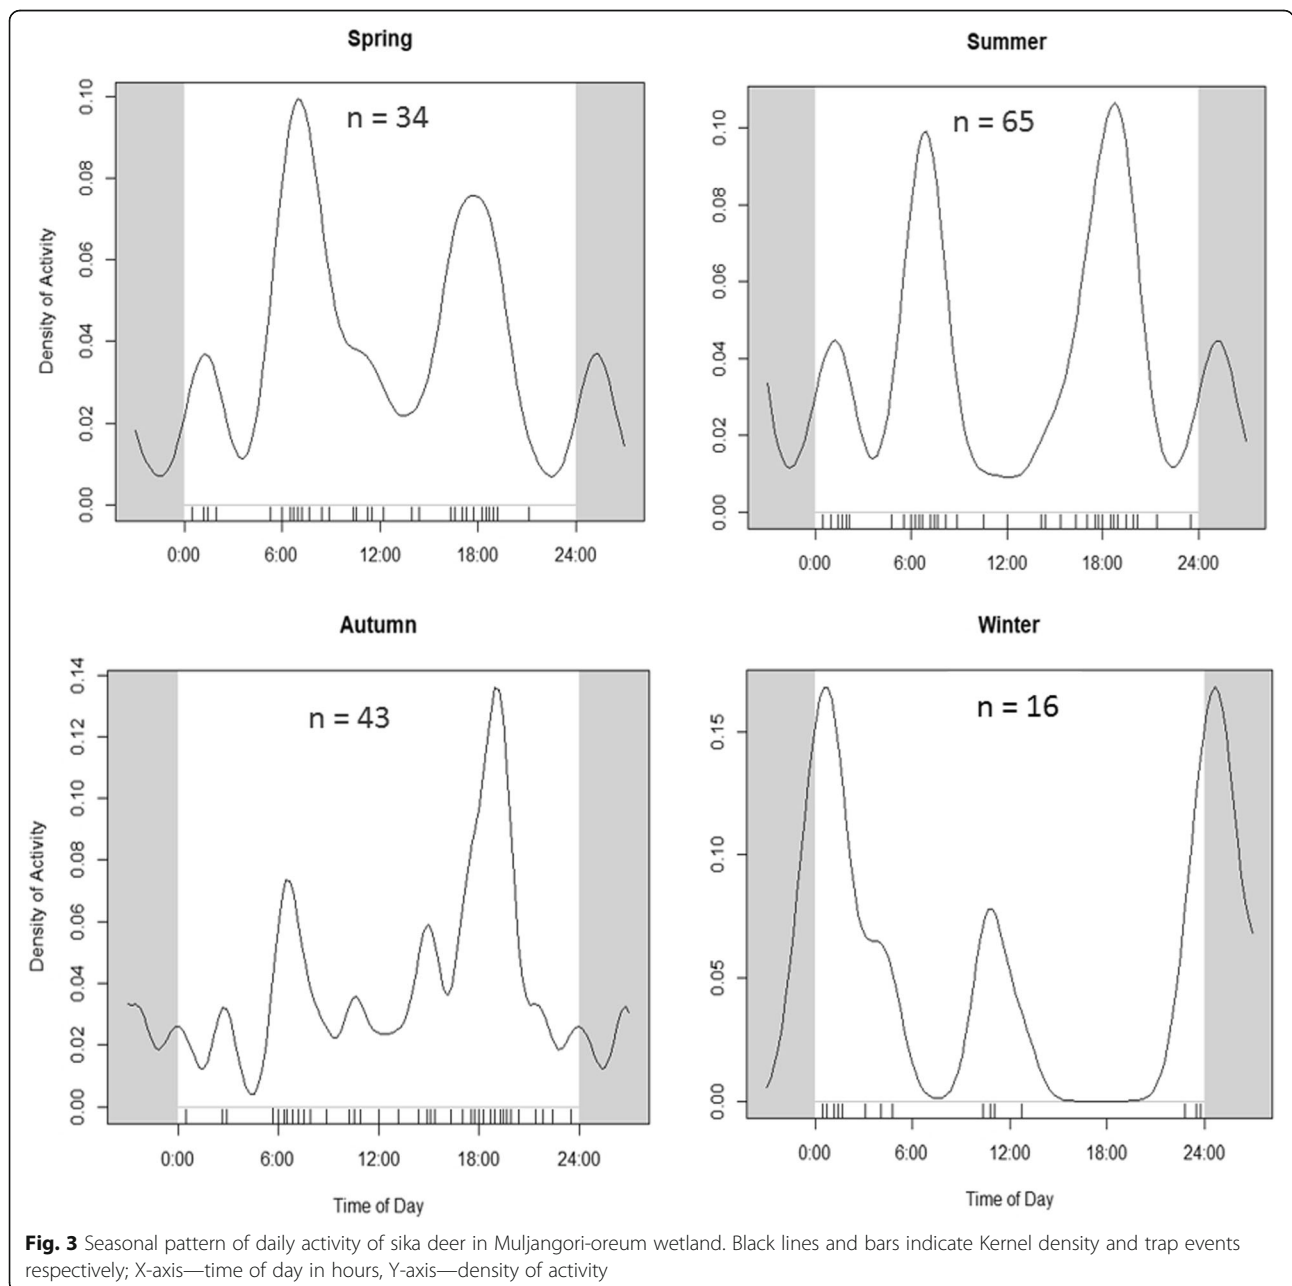 Spring
n = 34
Density of Activity
0.00 0.02 0.04 0.06 0.08 0.10
0:00 6:00 12:00 18:00 24:00
Summer
n = 65
0.00 0.02 0.04 0.06 0.08 0.10
0:00 6:00 12:00 18:00 24:00
Autumn
n = 43
Density of Activity
0.00 0.02 0.04 0.06 0.08 0.10 0.12 0.14
0:00 6:00 12:00 18:00 24:00
Time of Day
Winter
n = 16
0.00 0.05 0.10 0.15
0:00 6:00 12:00 18:00 24:00
Time of Day
Fig. 3 Seasonal pattern of daily activity of sika deer in Muljangori-oreum wetland. Black lines and bars indicate Kernel density and trap events
respectively; X-axis—time of day in hours, Y-axis—density of activity